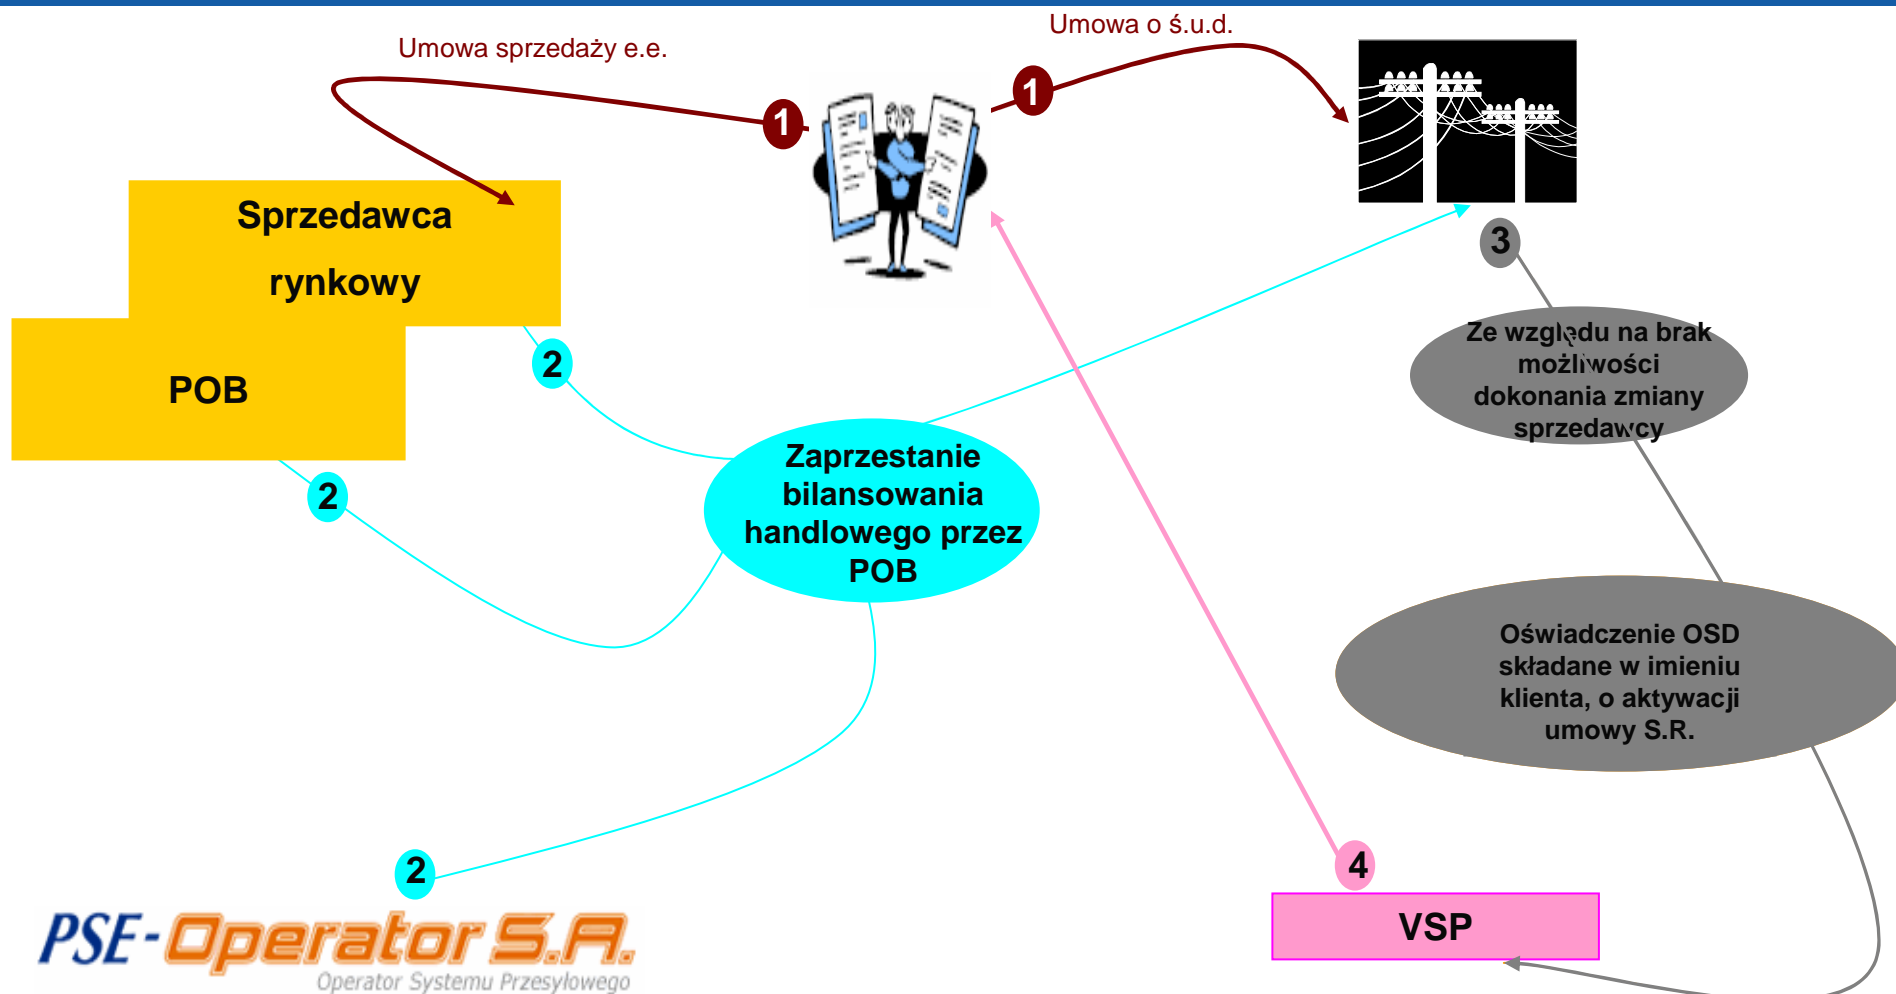 Umowa o ś.u.d.
Umowa sprzedaży e.e.
1
1
Sprzedawca
rynkowy
3
2
POB
Ze względu na brak
możliwości
dokonania zmiany
sprzedawcy
2
Zaprzestanie
bilansowania
handlowego przez
POB
Oświadczenie OSD
składane w imieniu
klienta, o aktywacji
umowy S.R.
2
4
VSP
PSE-Operator S.A.
Operator Systemu Przesyłowego